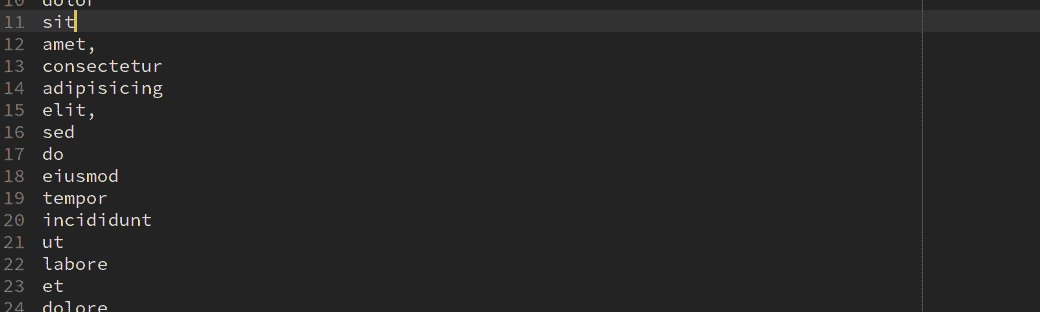 10 dolor
11 sit
12 amet,
13 consectetur
14 adipisicing
15 elit,
16 sed
17 do
18 eiusmod
19 tempor
20 incididunt
21 ut
22 labore
23 et
24 dolore